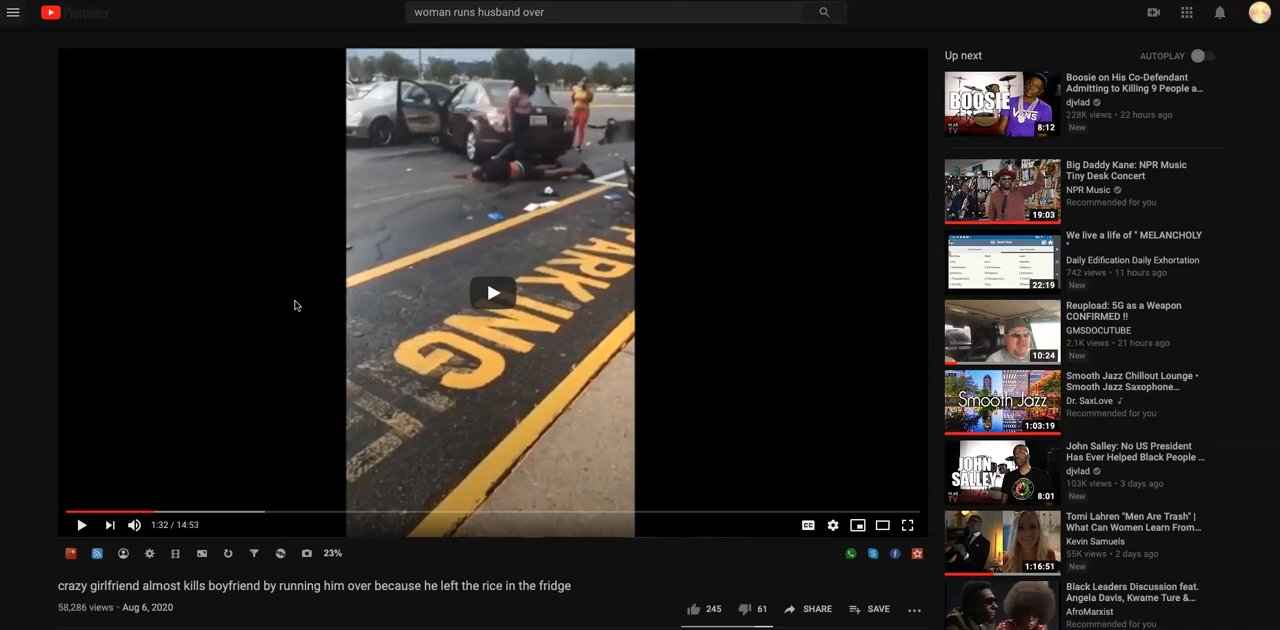 Premium
woman runs husband over
PARKING
1:32 / 14:53
23%
crazy girlfriend almost kills boyfriend by running him over because he left the rice in the fridge
58,286 views • Aug 6, 2020
245
61
SHARE
SAVE
Up next
AUTOPLAY
BOOSIE
8:12
Boosie on His Co-Defendant
Admitting to Killing 9 People a...
djvlad
228K views • 22 hours ago
New
19:03
Big Daddy Kane: NPR Music
Tiny Desk Concert
NPR Music
Recommended for you
22:19
We live a life of " MELANCHOLY
"
Daily Edification Daily Exhortation
742 views • 11 hours ago
New
10:24
Reupload: 5G as a Weapon
CONFIRMED !!
GMSDOCUTUBE
2.1K views • 21 hours ago
New
Smooth Jazz
1:03:19
Smooth Jazz Chillout Lounge •
Smooth Jazz Saxophone...
Dr. SaxLove
Recommended for you
JOHN
SALLEY
8:01
John Salley: No US President
Has Ever Helped Black People ...
djvlad
103K views • 3 days ago
New
1:16:51
Tomi Lahren "Men Are Trash" |
What Can Women Learn From...
Kevin Samuels
55K views • 2 days ago
New
Black Leaders Discussion feat.
Angela Davis, Kwame Ture &...
AfroMarxist
Recommended for you